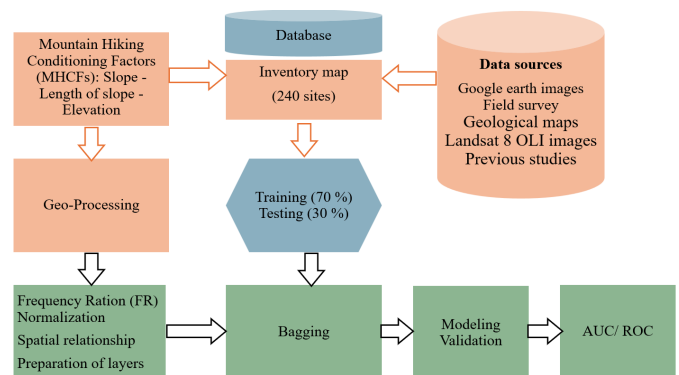 Mountain Hiking
Conditioning Factors
(MHCFs): Slope -
Length of slope -
Elevation
Database
Inventory map
(240 sites)
Data sources
Google earth images
Field survey
Geological maps
Landsat 8 OLI images
Previous studies
Geo-Processing
Training (70 %)
Testing (30 %)
Frequency Ration (FR)
Normalization
Spatial relationship
Preparation of layers
Bagging
Modeling
Validation
AUC/ ROC